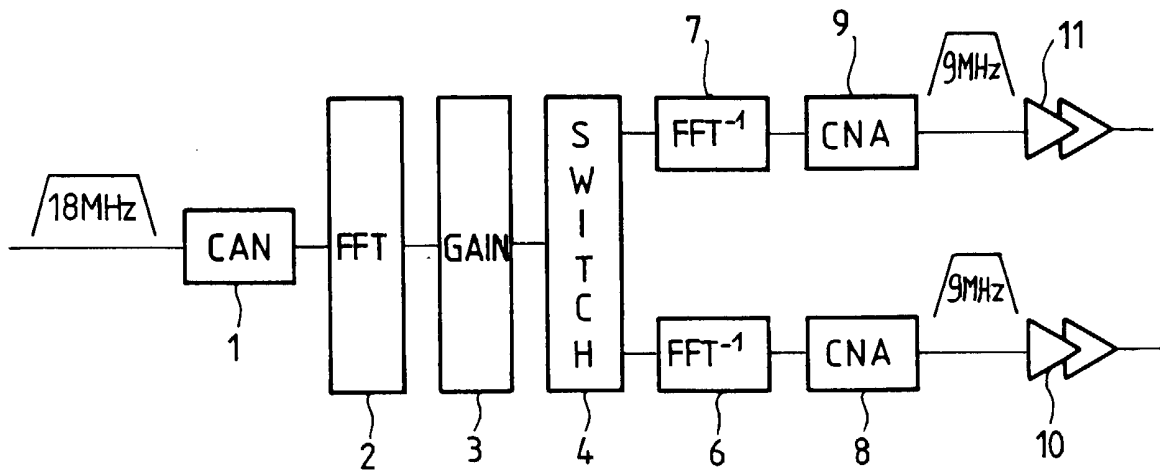 7
9
9MHz
11
FFT⁻¹
CNA
18MHz
CAN
1
FFT
2
GAIN
3
SWITCH
4
9MHz
FFT⁻¹
6
CNA
8
10